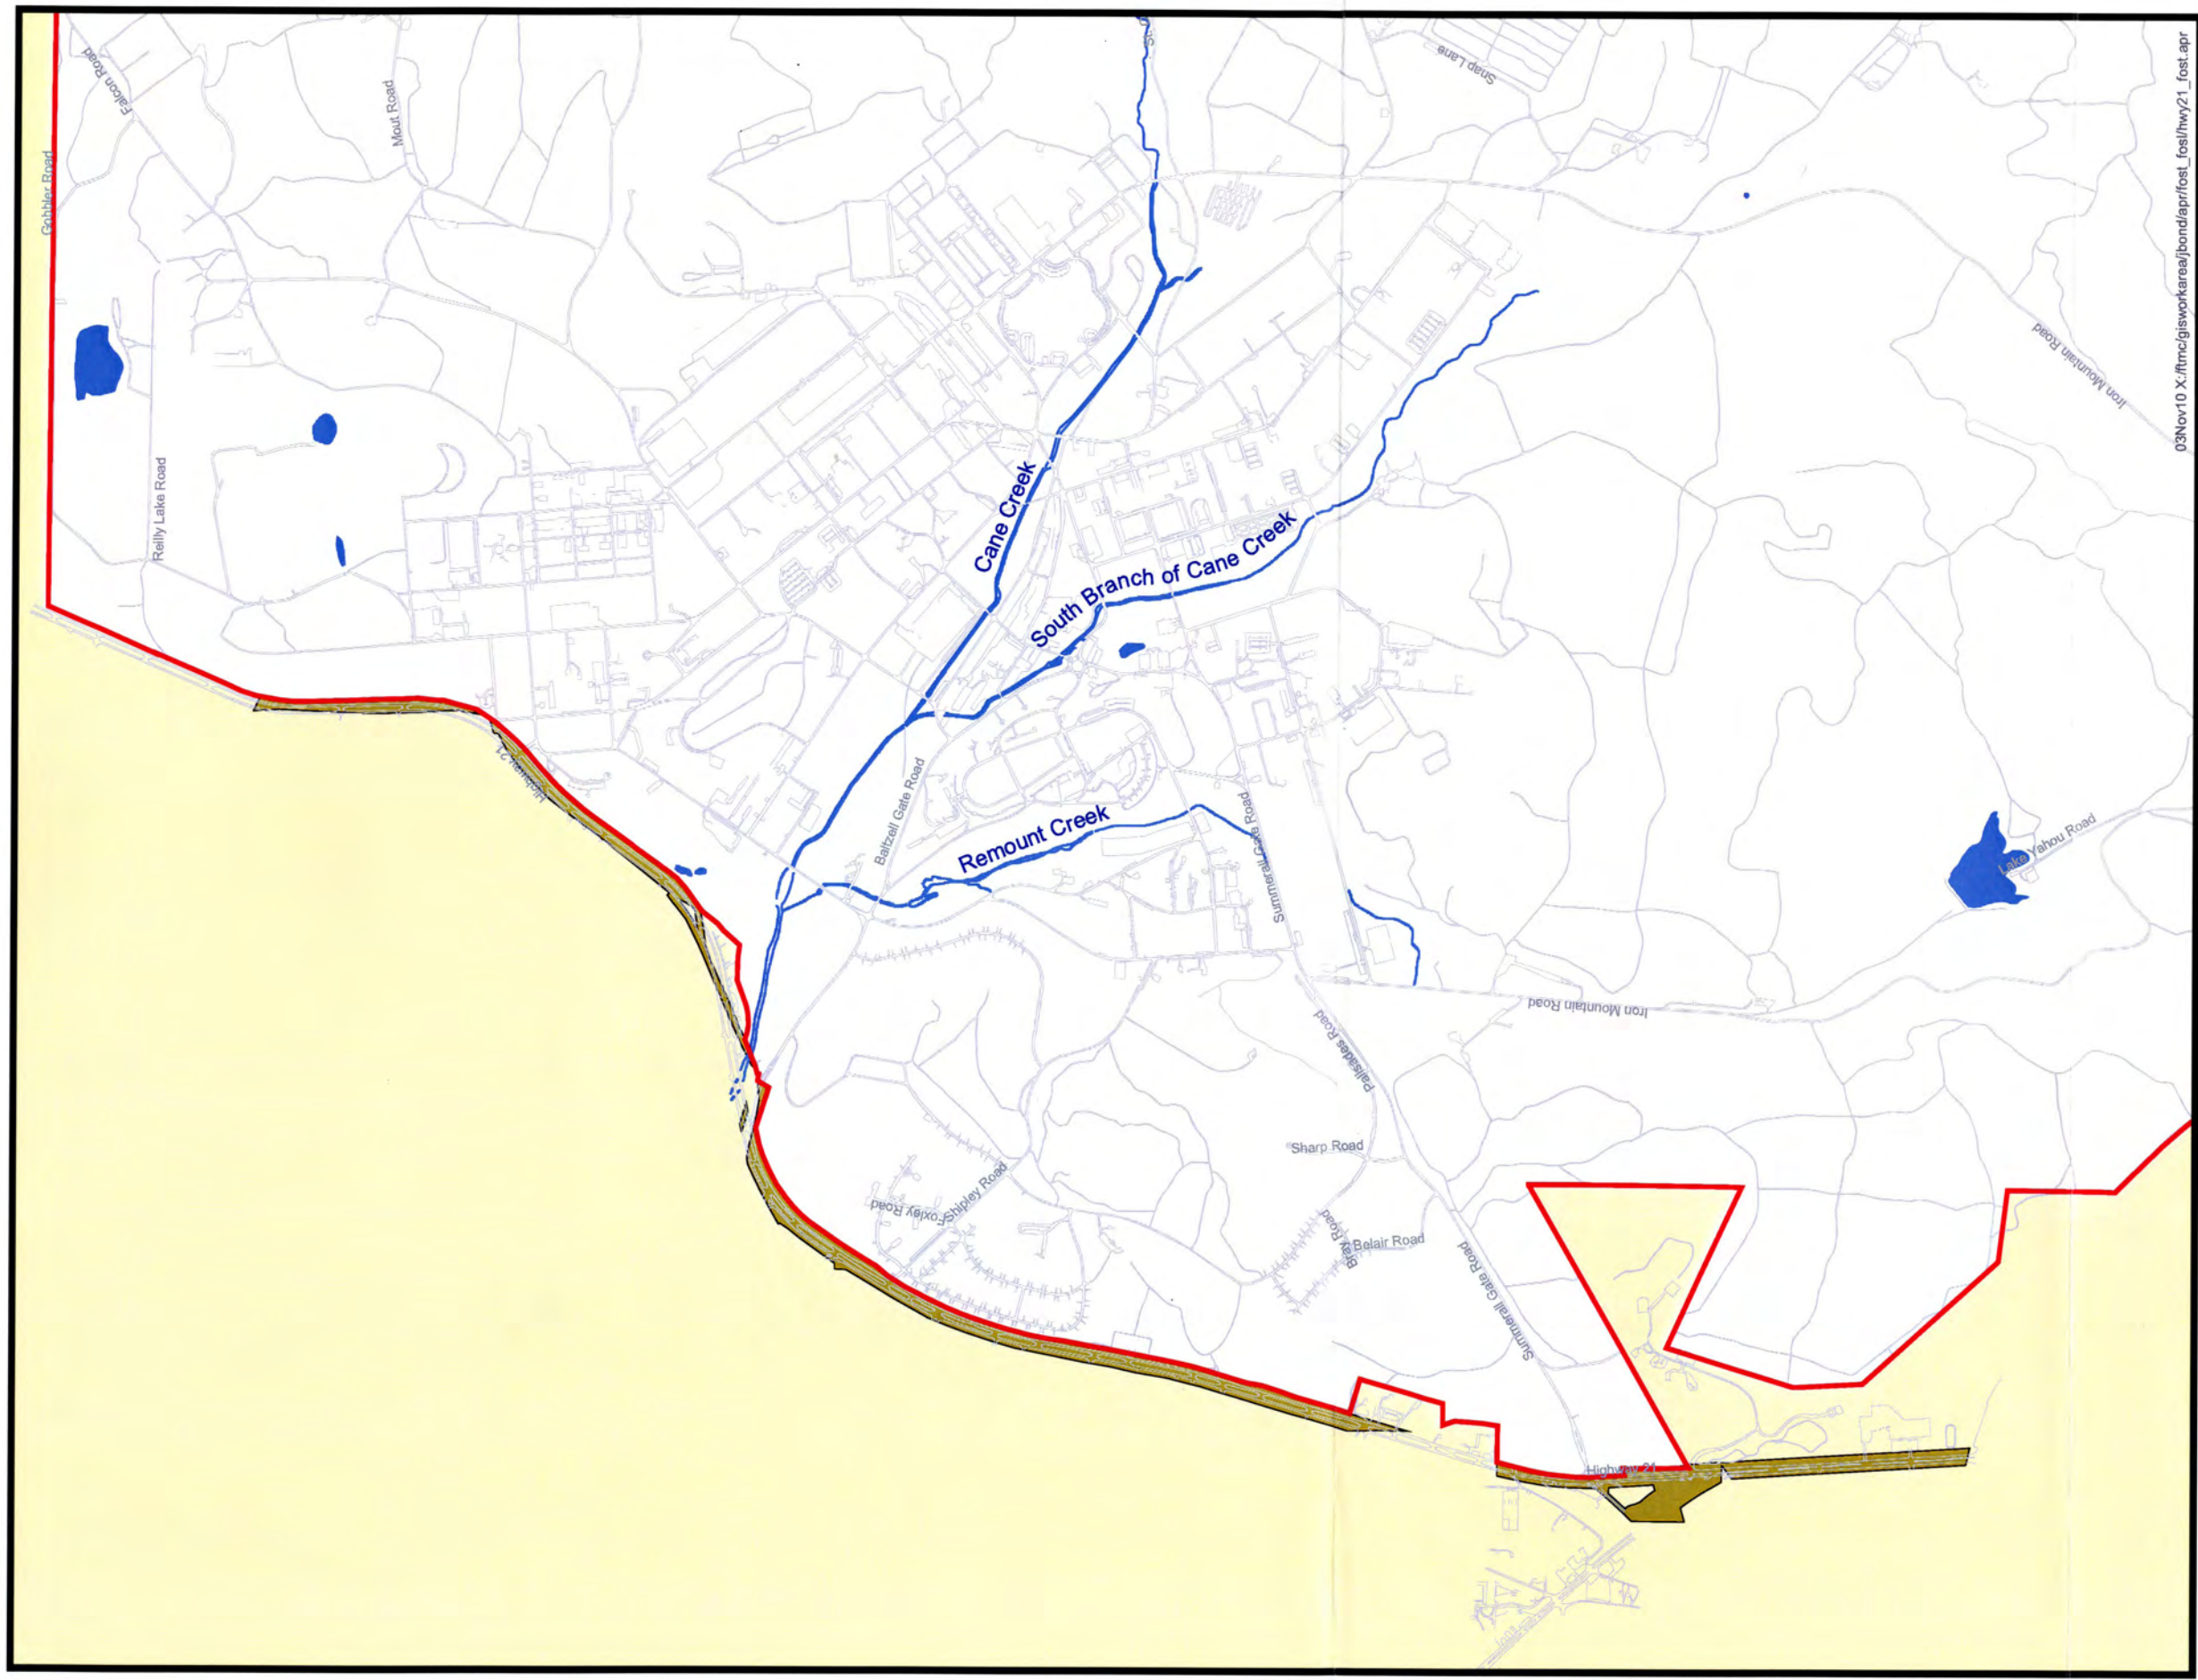 Falcon Road
Mout Road
Snap Lane
Gobbler Road
03Nov10 X:/ftmc/gisworkarea/jbond/apr/fost_fosl/hwy21_fost.apr
Iron Mountain Road
Reilly Lake Road
Cane Creek
South Branch of Cane Creek
Highway 21
Baltzell Gate Road
Remount Creek
Summerall Gate Road
Lake Yahou Road
Iron Mountain Road
Palisades Road
Sharp Road
Shipley Road
Foxley Road
Bray Road
Belair Road
Summerall Gate Road
Highway 21